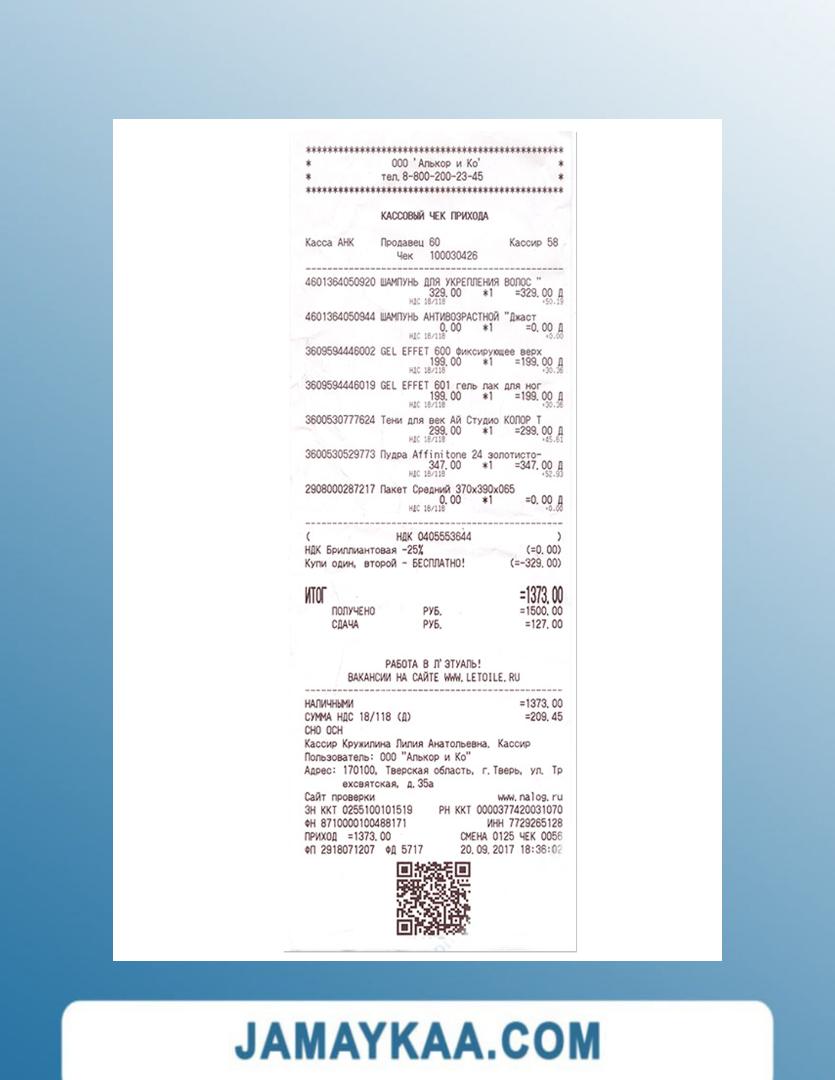 ************************************************
* ООО 'Алькор и Ко' *
* тел.8-800-200-23-45 *
************************************************
КАССОВЫЙ ЧЕК ПРИХОДА
Касса АНК Продавец 60 Кассир 58
Чек 100030426
4601364050920 ШАМПУНЬ ДЛЯ УКРЕПЛЕНИЯ ВОЛОС "
329.00 *1 =329.00 Д
НДС 18/118 =50.19
4601364050944 ШАМПУНЬ АНТИВОЗРАСТНОЙ "Джаст
0.00 *1 =0.00 Д
НДС 18/118 =0.00
3609594446002 GEL EFFET 600 фиксирующее верх
199.00 *1 =199.00 Д
НДС 18/118 =30.36
3609594446019 GEL EFFET 601 гель лак для ног
199.00 *1 =199.00 Д
НДС 18/118 =30.36
3600530777624 Тени для век Ай Студио КОЛОР Т
299.00 *1 =299.00 Д
НДС 18/118 =45.61
3600530529773 Пудра Affinitone 24 золотисто-
347.00 *1 =347.00 Д
НДС 18/118 =52.93
2908000287217 Пакет Средний 370х390х065
0.00 *1 =0.00 Д
НДС 18/118 =0.00
( НДК 0405553644 )
НДК Бриллиантовая -25% (=0.00)
Купи один, второй - БЕСПЛАТНО! (=-329.00)
ИТОГ =1373.00
ПОЛУЧЕНО РУБ. =1500.00
СДАЧА РУБ. =127.00
РАБОТА В Л'ЭТУАЛЬ!
ВАКАНСИИ НА САЙТЕ WWW.LETOILE.RU
НАЛИЧНЫМИ =1373.00
СУММА НДС 18/118 (Д) =209.45
СНО ОСН
Кассир Кружилина Лилия Анатольевна. Кассир
Пользователь: ООО "Алькор и Ко"
Адрес: 170100, Тверская область, г.Тверь, ул. Тр
ехсвятская, д.35а
Сайт проверки www.nalog.ru
ЗН ККТ 0255100101519 РН ККТ 0000377420031070
ФН 8710000100488171 ИНН 7729265128
ПРИХОД =1373.00 СМЕНА 0125 ЧЕК 0056
ФП 2918071207 ФД 5717 20.09.2017 18:36:02
JAMAYKAA.COM